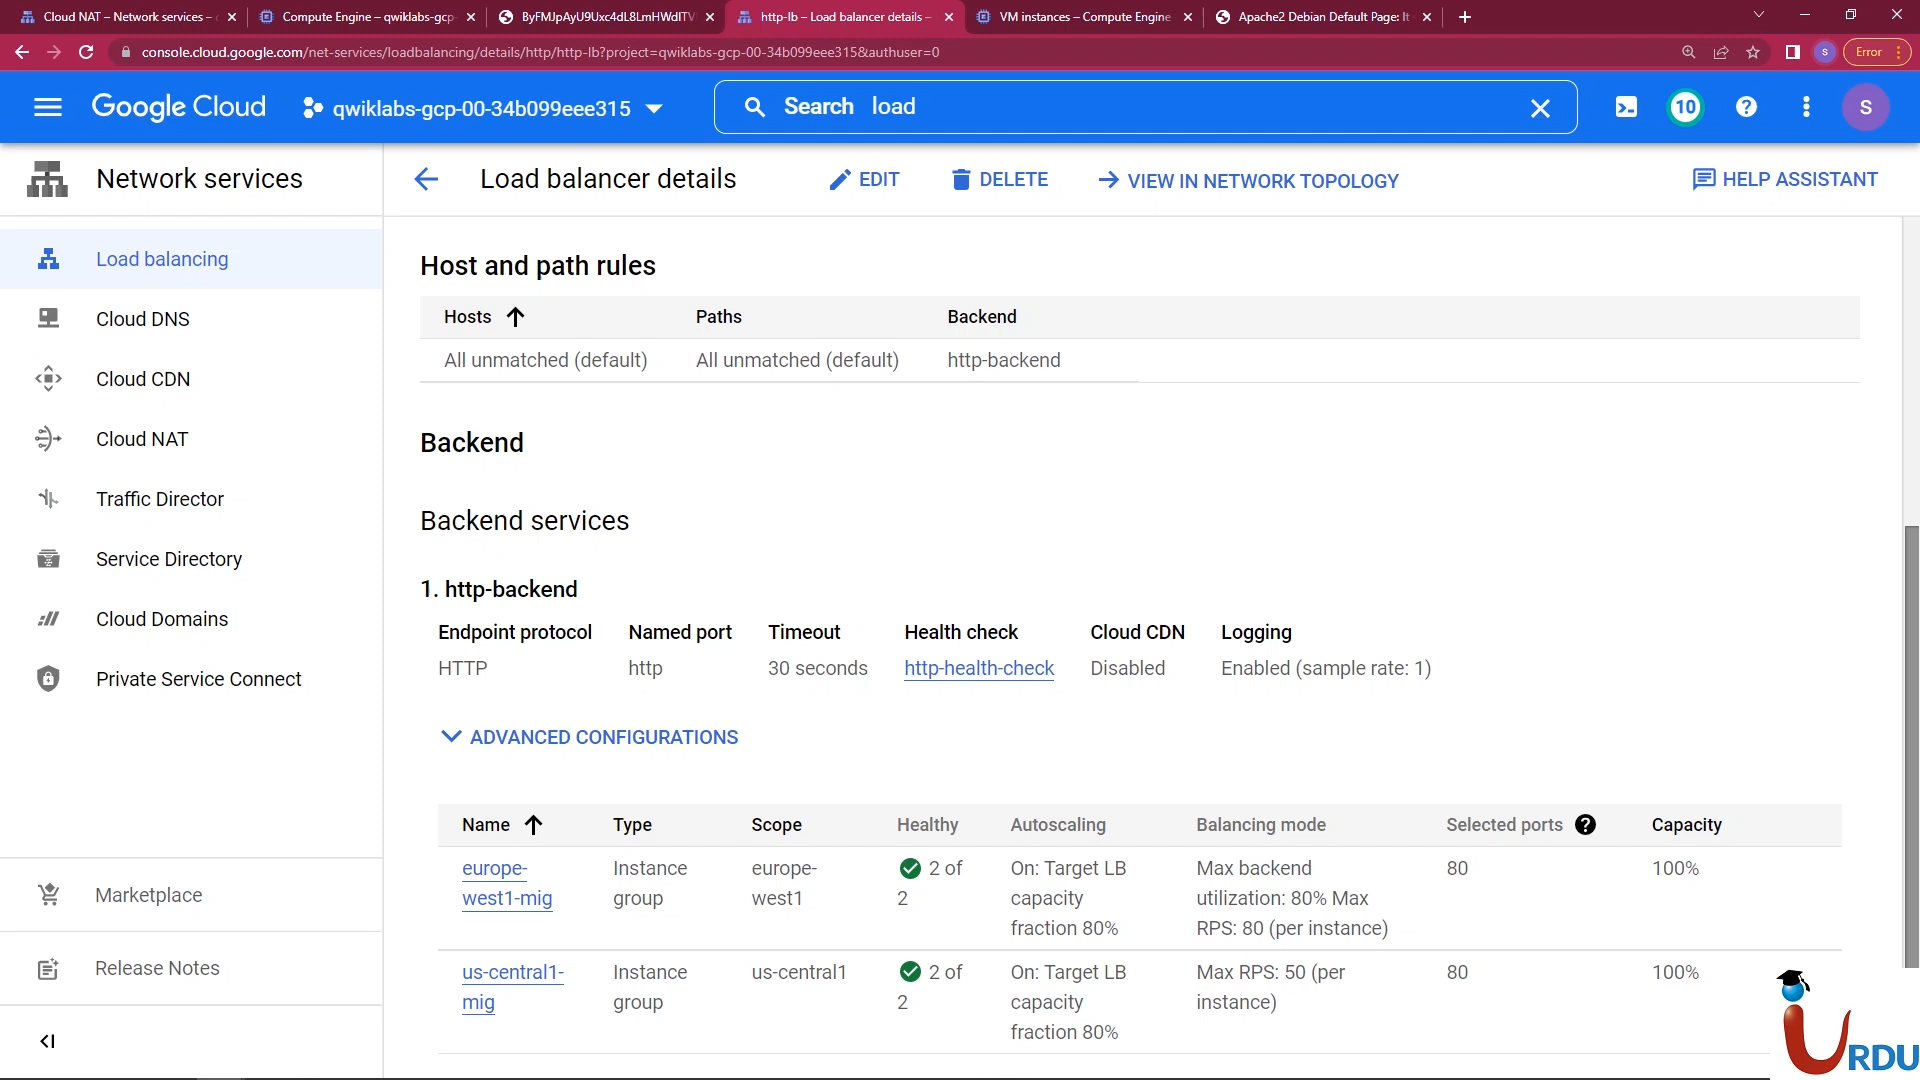 Cloud NAT – Network services –
Compute Engine – qwiklabs-gcp-
ByFMJpAyU9Uxc4dL8LmHWdITV
http-lb – Load balancer details –
VM instances – Compute Engine
Apache2 Debian Default Page: It
console.cloud.google.com/net-services/loadbalancing/details/http/http-lb?project=qwiklabs-gcp-00-34b099eee315&authuser=0
S
Error
Google Cloud
qwiklabs-gcp-00-34b099eee315
Search load
10
S
Network services
Load balancer details
EDIT
DELETE
VIEW IN NETWORK TOPOLOGY
HELP ASSISTANT
Load balancing
Cloud DNS
Cloud CDN
Cloud NAT
Traffic Director
Service Directory
Cloud Domains
Private Service Connect
Marketplace
Release Notes
Host and path rules
Hosts Paths Backend
All unmatched (default) All unmatched (default) http-backend
Backend
Backend services
1. http-backend
Endpoint protocol Named port Timeout Health check Cloud CDN Logging
HTTP http 30 seconds http-health-check Disabled Enabled (sample rate: 1)
ADVANCED CONFIGURATIONS
Name Type Scope Healthy Autoscaling Balancing mode Selected ports Capacity
europe- Instance europe- 2 of On: Target LB Max backend 80 100%
west1-mig group west1 2 capacity utilization: 80% Max
fraction 80% RPS: 80 (per instance)
us-central1- Instance us-central1 2 of On: Target LB Max RPS: 50 (per 80 100%
mig group 2 capacity instance)
fraction 80%
iURDU